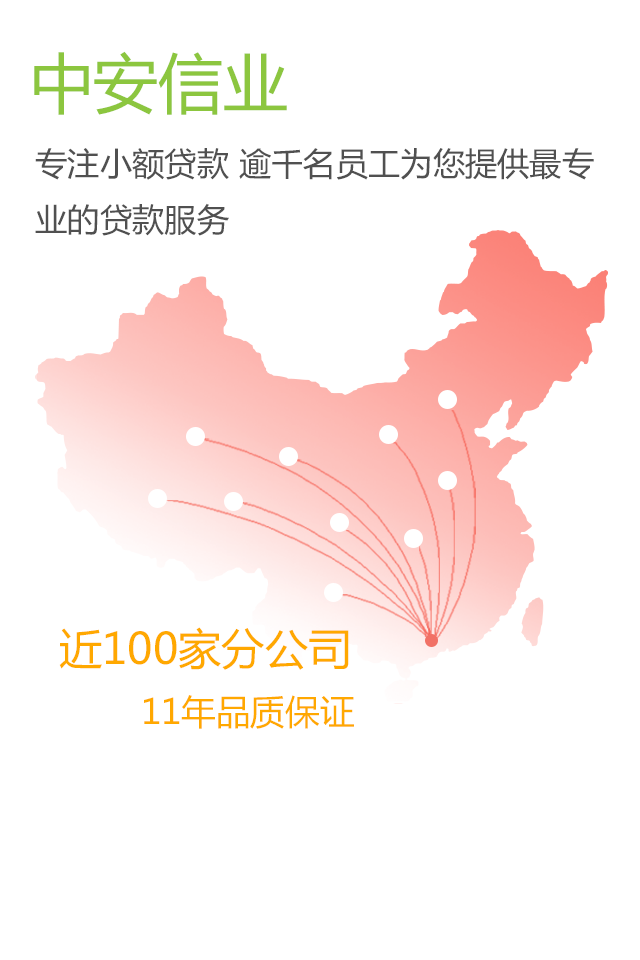 中安信业
专注小额贷款 逾千名员工为您提供最专
业的贷款服务
近100家分公司
11年品质保证